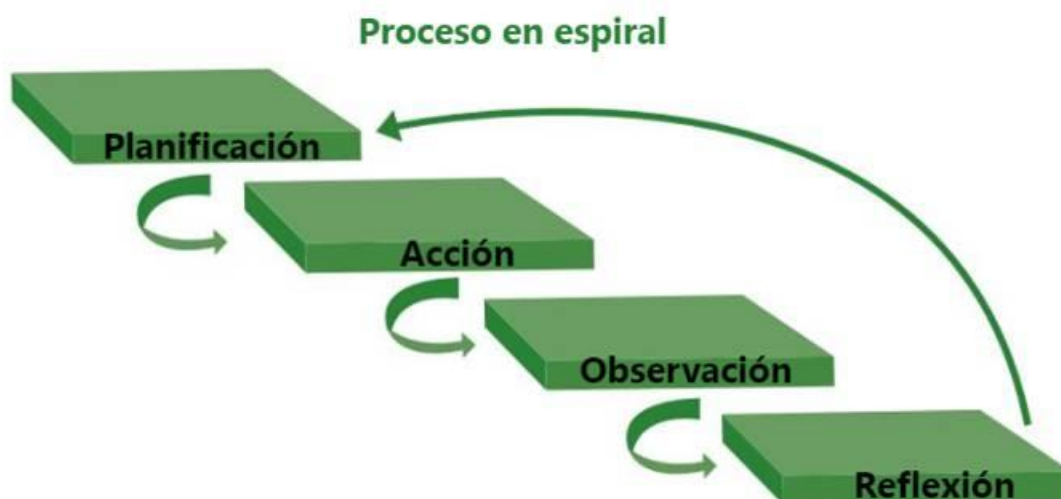 Proceso en espiral
Planificación
Acción
Observación
Reflexión